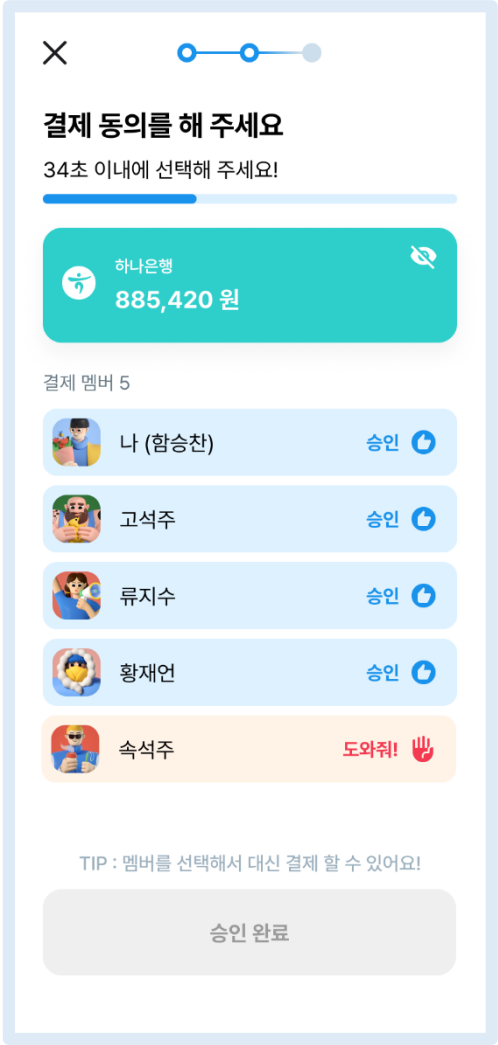 결제 동의를 해 주세요
34초 이내에 선택해 주세요!
하나은행
885,420 원
결제 멤버 5
나 (함승찬) 승인
고석주 승인
류지수 승인
황재언 승인
속석주 도와줘!
TIP : 멤버를 선택해서 대신 결제 할 수 있어요!
승인 완료